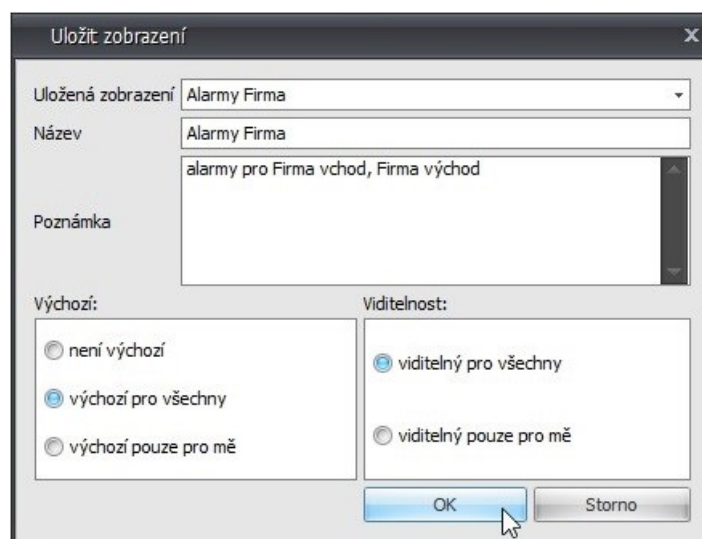 Uložit zobrazení
Uložená zobrazení Alarmy Firma
Název Alarmy Firma
Poznámka alarmy pro Firma vchod, Firma východ
Výchozí:
není výchozí
výchozí pro všechny
výchozí pouze pro mě
Viditelnost:
viditelný pro všechny
viditelný pouze pro mě
OK Storno